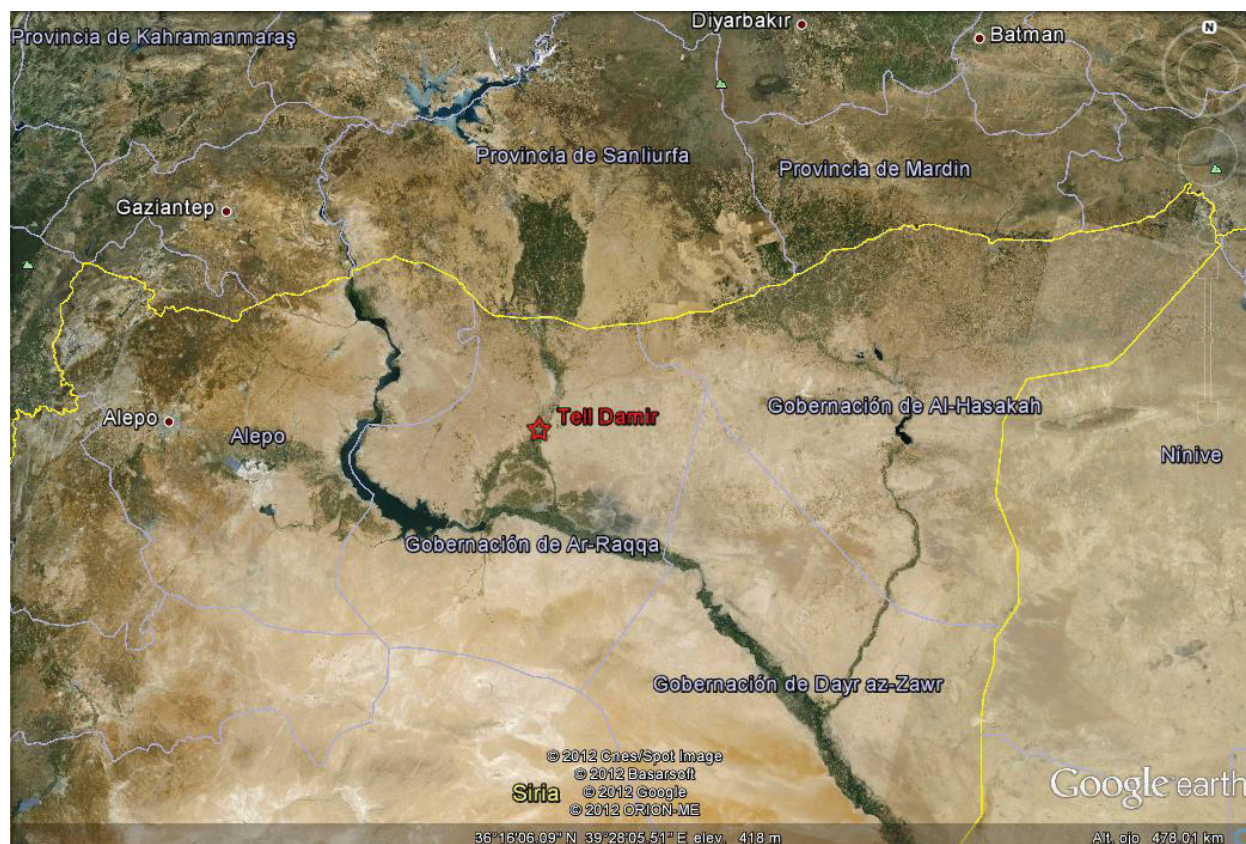 Diyarbakır
Batman
Provincia de Kahramanmaraş
N
Provincia de Sanliurfa
Provincia de Mardin
Gaziantep
Tell Damir
Gobernación de Al-Hasakah
Alepo
Alepo
Nínive
Gobernación de Ar-Raqqa
Gobernación de Dayr az-Zawr
© 2012 Cnes/Spot Image
© 2012 Basarsoft
© 2012 Google
© 2012 ORION-ME
Siria
Google earth
36°16'06.09" N 39°28'05.51" E elev. 418 m
Alt. ojo 478.01 km